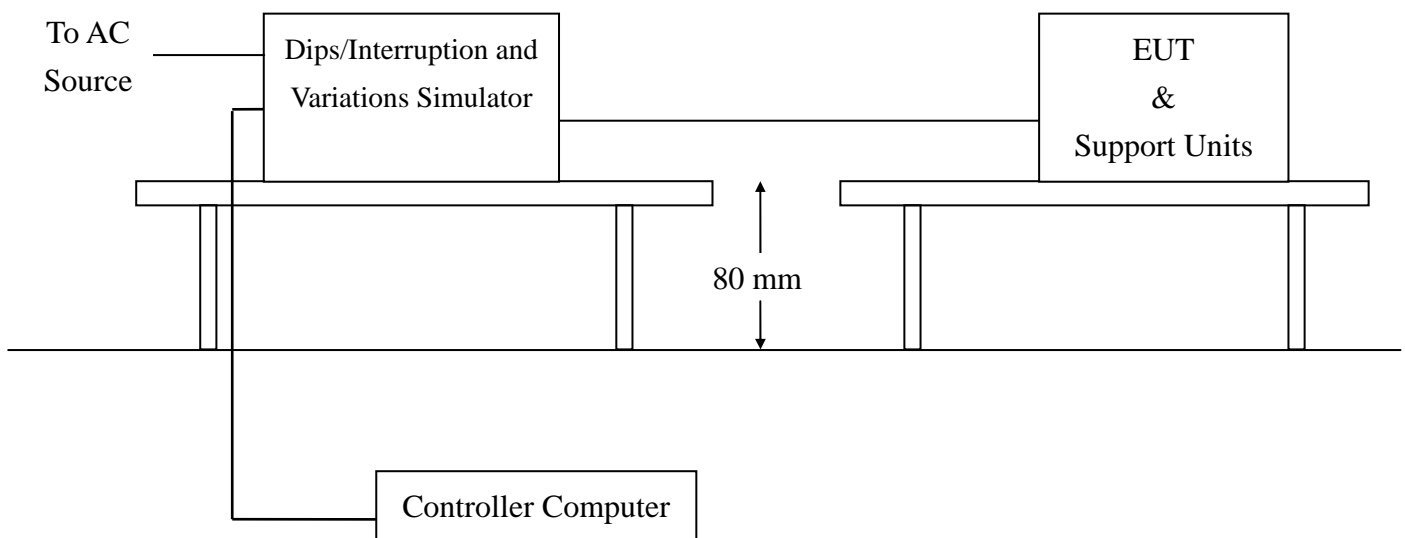 To AC
Source
Dips/Interruption and
Variations Simulator
EUT
&
Support Units
80 mm
Controller Computer